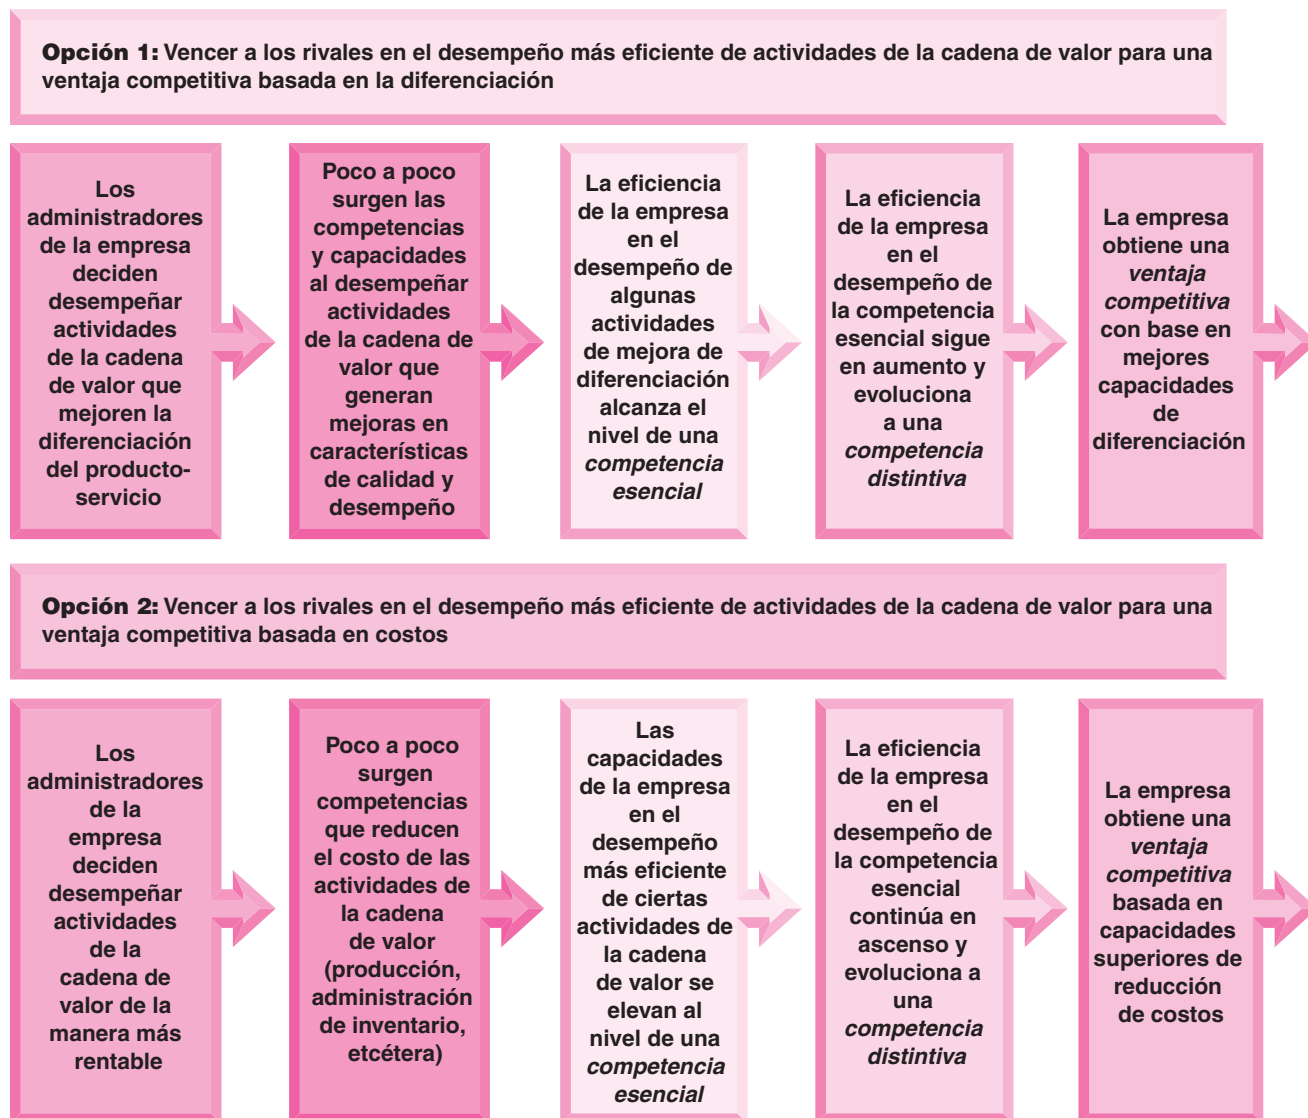 Opción 1: Vencer a los rivales en el desempeño más eficiente de actividades de la cadena de valor para una
ventaja competitiva basada en la diferenciación
Los
administradores
de la empresa
deciden
desempeñar
actividades
de la cadena
de valor que
mejoren la
diferenciación
del producto-
servicio
Poco a poco
surgen las
competencias
y capacidades
al desempeñar
actividades
de la cadena de
valor que
generan
mejoras en
características
de calidad y
desempeño
La eficiencia
de la empresa
en el
desempeño de
algunas
actividades
de mejora de
diferenciación
alcanza el
nivel de una
competencia
esencial
La eficiencia
de la empresa
en el
desempeño de
la competencia
esencial sigue
en aumento y
evoluciona
a una
competencia
distintiva
La empresa
obtiene una
ventaja
competitiva
con base en
mejores
capacidades
de
diferenciación
Opción 2: Vencer a los rivales en el desempeño más eficiente de actividades de la cadena de valor para una
ventaja competitiva basada en costos
Los
administradores
de la
empresa
deciden
desempeñar
actividades
de la
cadena de
valor de la
manera más
rentable
Poco a poco
surgen
competencias
que reducen
el costo de las
actividades de
la cadena
de valor
(producción,
administración
de inventario,
etcétera)
Las
capacidades
de la empresa
en el
desempeño
más eficiente
de ciertas
actividades de
la cadena
de valor se
elevan al
nivel de una
competencia
esencial
La eficiencia
de la empresa
en el
desempeño de
la competencia
esencial
continúa en
ascenso y
evoluciona a
una
competencia
distintiva
La empresa
obtiene una
ventaja
competitiva
basada en
capacidades
superiores de
reducción
de costos